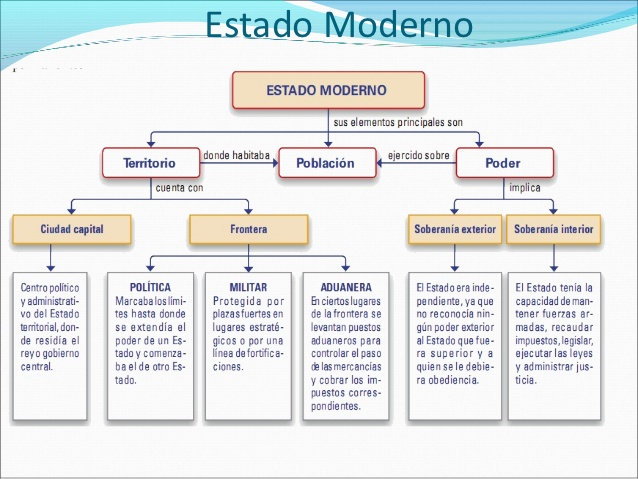 Estado Moderno
ESTADO MODERNO
sus elementos principales son
Territorio
donde habitaba
Población
ejercido sobre
Poder
cuenta con
implica
Ciudad capital
Frontera
Soberanía exterior
Soberanía interior
Centro político
y administrati-
vo del Estado
territorial, don-
de residía el
rey o gobierno
central.
POLÍTICA
Marcaba los lími-
tes hasta donde
se extendía el
poder de un Es-
tado y comenza-
ba el de otro Es-
tado.
MILITAR
Protegida por
plazas fuertes en
lugares estraté-
gicos o por una
línea de fortifica-
ciones.
ADUANERA
En ciertos lugares
de la frontera se
levantan puestos
aduaneros para
controlar el paso
de las mercancías
y cobrar los im-
puestos corres-
pondientes.
El Estado era inde-
pendiente, ya que
no reconocía nin-
gún poder exterior
al Estado que fue-
ra superior y a
quien se le debie-
ra obediencia.
El Estado tenía la
capacidad de man-
tener fuerzas ar-
madas, recaudar
impuestos, legislar,
ejecutar las leyes
y administrar jus-
ticia.